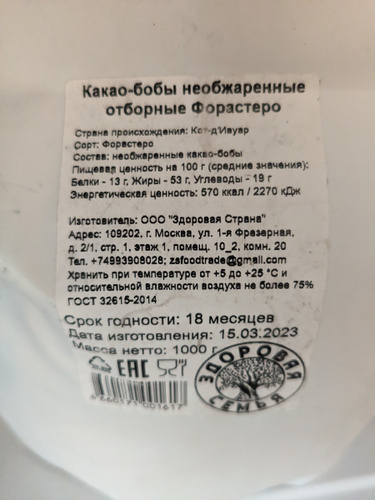 Какао-бобы необжаренные
отборные Форастеро
Страна происхождения: Кот-д'Ивуар
Сорт: Форастеро
Состав: необжаренные какао-бобы
Пищевая ценность на 100 г (средние значения):
Белки - 13 г, Жиры - 53 г, Углеводы - 19 г
Энергетическая ценность: 570 ккал / 2270 кДж
Изготовитель: ООО "Здоровая Страна"
Адрес: 109202, г. Москва, ул. 1-я Фрезерная,
д. 2/1, стр. 1, этаж 1, помещ. 10_2, комн. 20
Тел. +74993908028; zsfoodtrade@gmail.com
Хранить при температуре от +5 до +25 °С и
относительной влажности воздуха не более 75%
ГОСТ 32615-2014
Срок годности: 18 месяцев
Дата изготовления: 15.03.2023
Масса нетто: 1000 г
EAC
ЗДОРОВАЯ
СЕМЬЯ
4660171001617